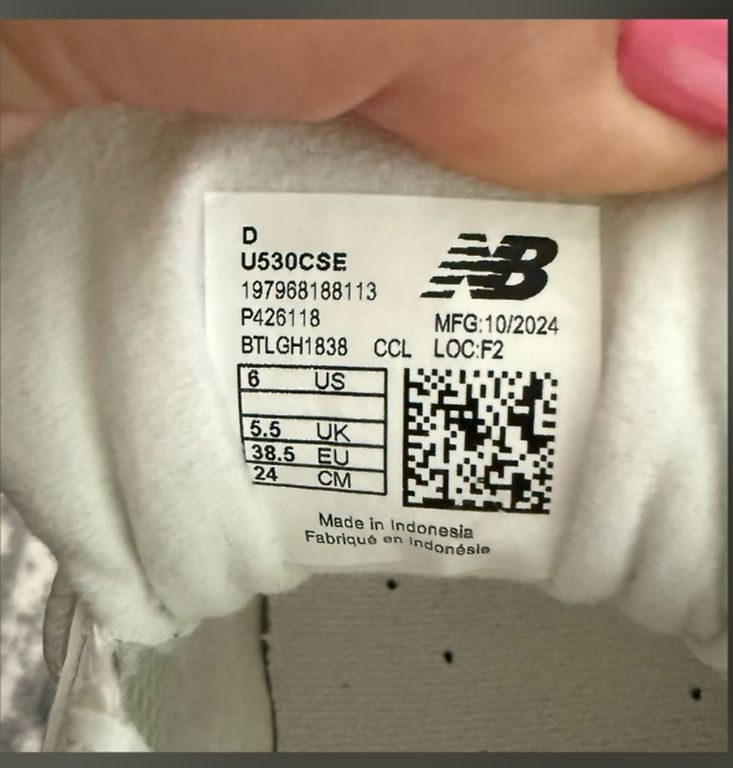 D
U530CSE
197968188113
P426118
BTLGH1838 CCL
NB
MFG:10/2024
LOC:F2
6 US
5.5 UK
38.5 EU
24 CM
Made in Indonesia
Fabriqué en Indonésie